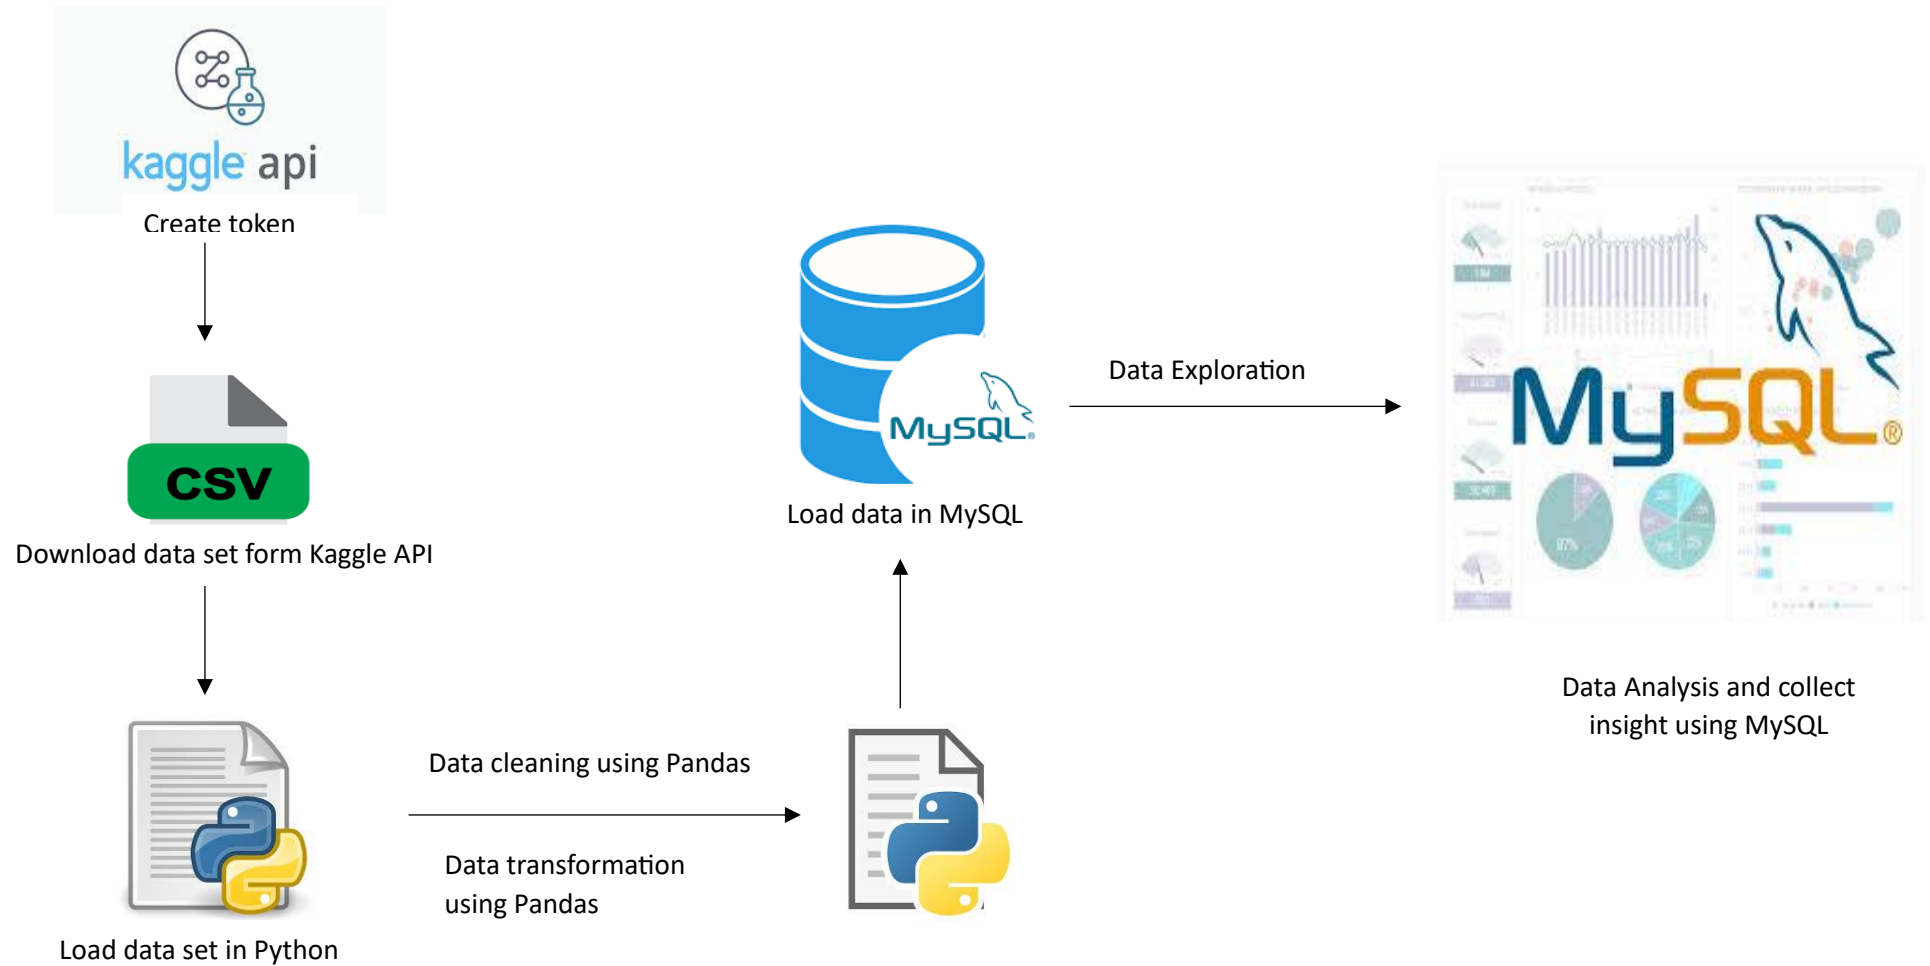 kaggle api
Create token
CSV
Download data set form Kaggle API
Load data set in Python
Data cleaning using Pandas
Data transformation
using Pandas
MySQL
Load data in MySQL
Data Exploration
MySQL®
87%
Data Analysis and collect
insight using MySQL